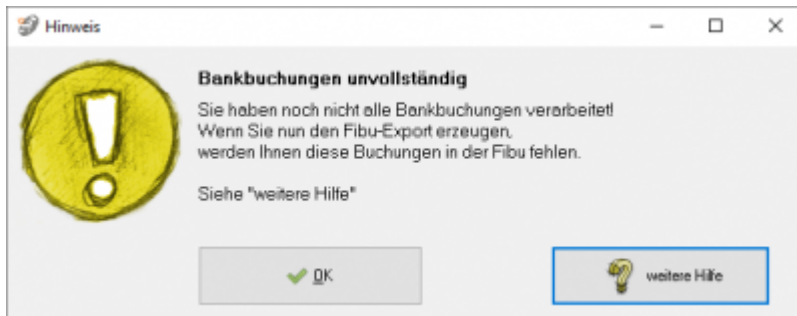 Hinweis
Bankbuchungen unvollständig
Sie haben noch nicht alle Bankbuchungen verarbeitet!
Wenn Sie nun den Fibu-Export erzeugen,
werden Ihnen diese Buchungen in der Fibu fehlen.
Siehe "weitere Hilfe"
OK
weitere Hilfe